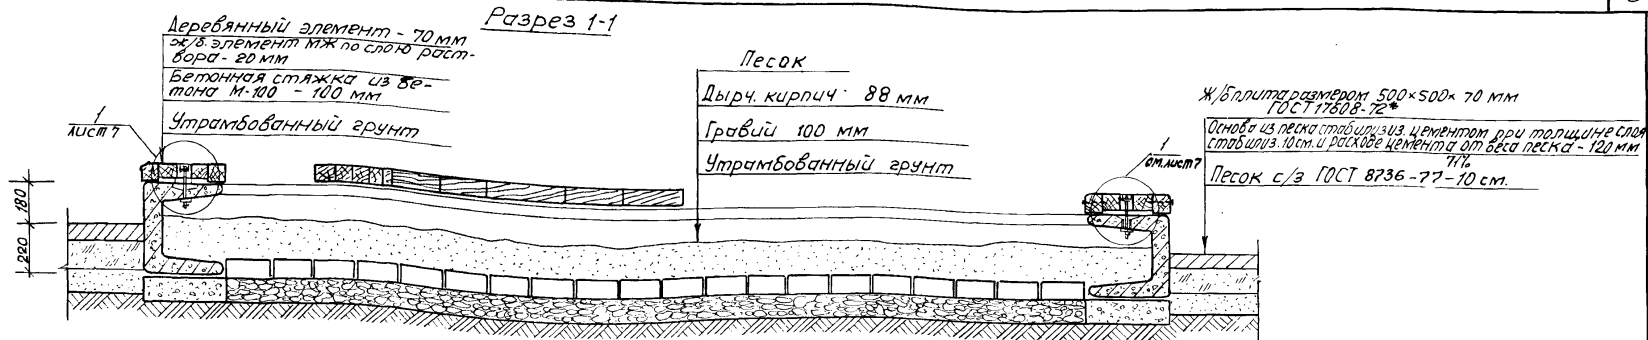 Разрез 1-1
Деревянный элемент - 70 мм
ж/б. элемент МЖ по слою раст-
вора - 20 мм
Бетонная стяжка из бе-
тона М-100 - 100 мм
Утрамбованный грунт
1
лист 7
Песок
Дырч. кирпич 88 мм
Гравий 100 мм
Утрамбованный грунт
Ж/б плита размером 500×500×70 мм
ГОСТ 17608-72*
Основа из песка стабилизиз. цементом при толщине слоя
стабилиз. 10 см. и расходе цемента от веса песка - 120 мм
7%
Песок с/з ГОСТ 8736-77-10 см.
1
ам. лист 7
180
220